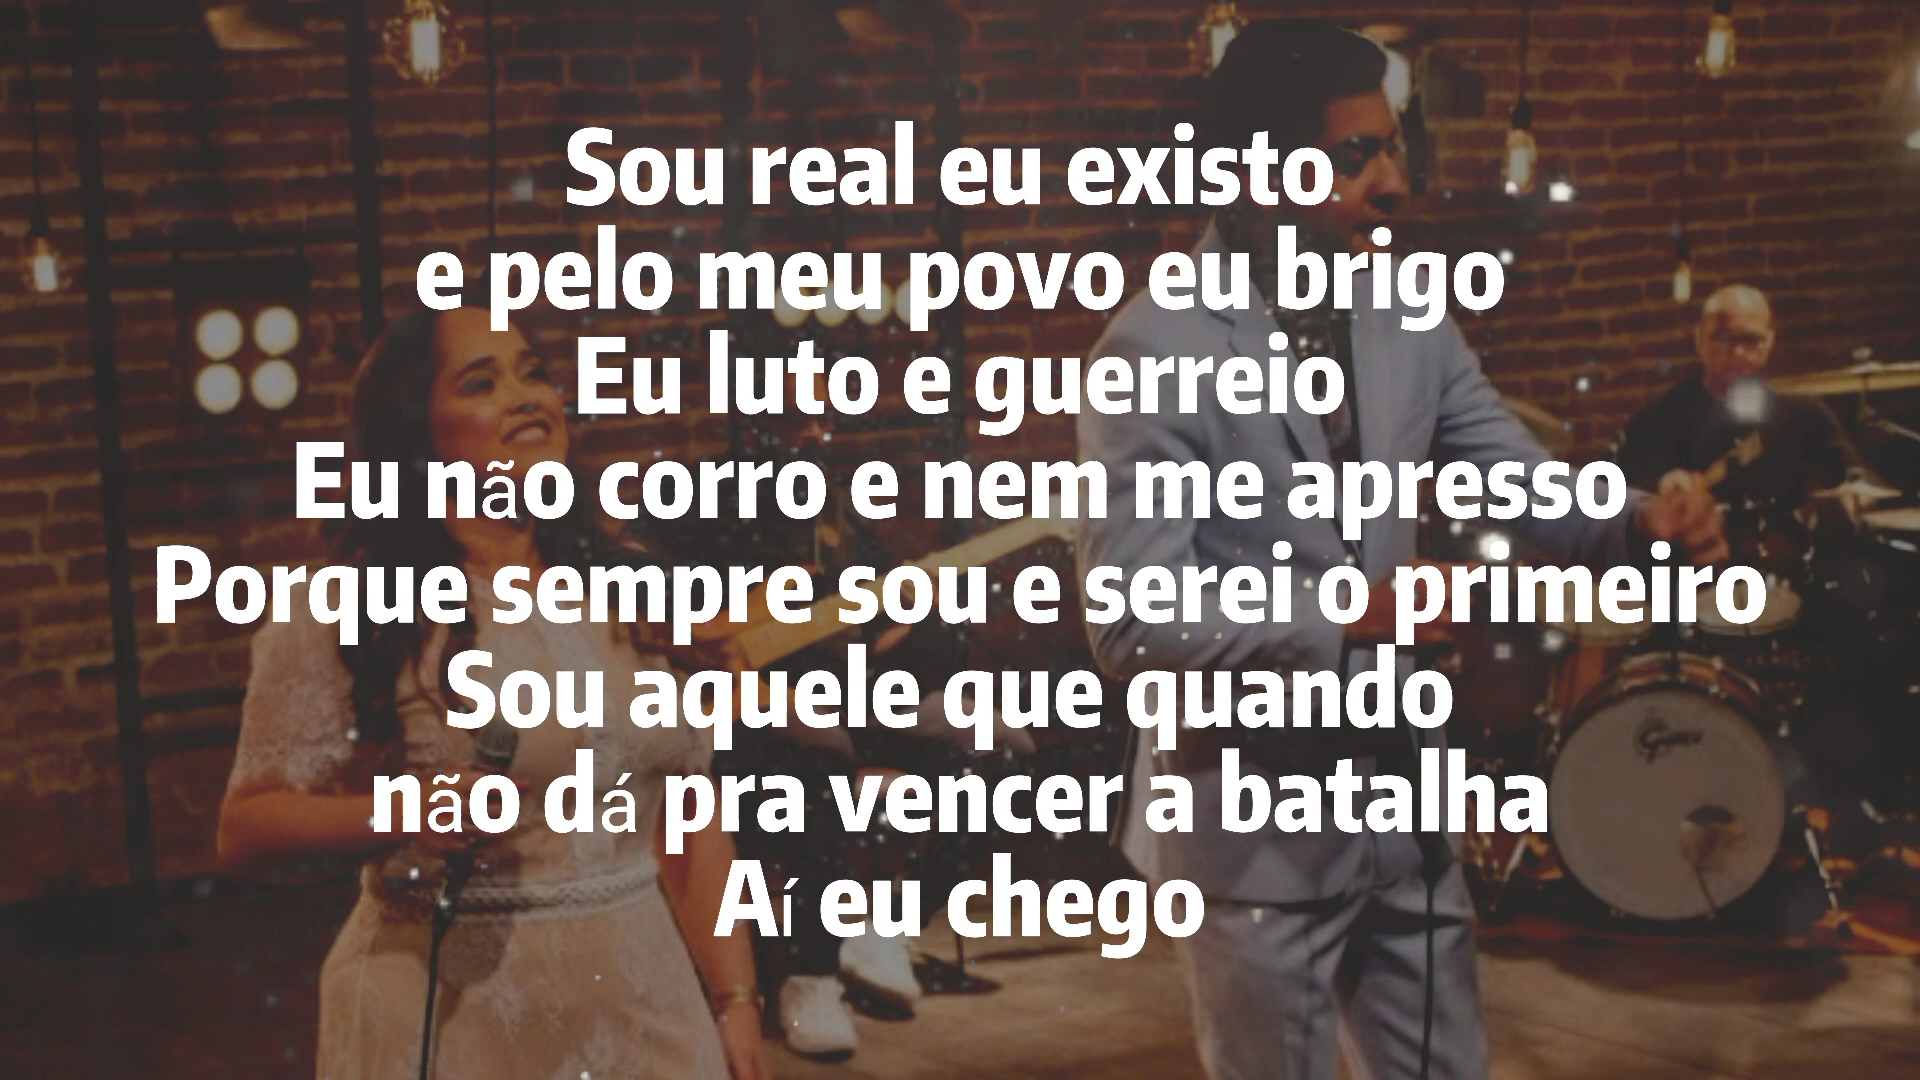 Sou real eu existo
e pelo meu povo eu brigo
Eu luto e guerreio
Eu não corro e nem me apresso
Porque sempre sou e serei o primeiro
Sou aquele que quando
não dá pra vencer a batalha
Aí eu chego